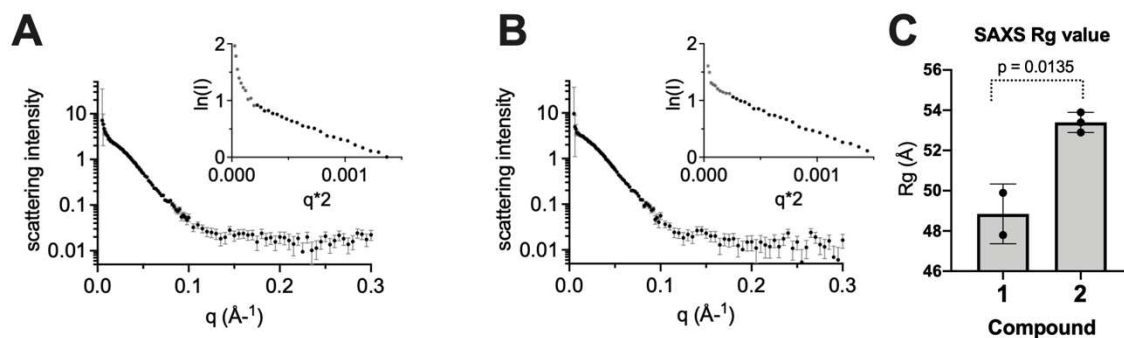 A
scattering intensity
10
1
0.1
0.01
0.0
0.1
0.2
0.3
q (Å-¹)
ln(I)
2
1
0
0.000
0.001
q*2
B
scattering intensity
10
1
0.1
0.01
0.0
0.1
0.2
0.3
q (Å-¹)
ln(I)
2
1
0
0.000
0.001
q*2
C
SAXS Rg value
p = 0.0135
Rg (Å)
56
54
52
50
48
46
1
2
Compound